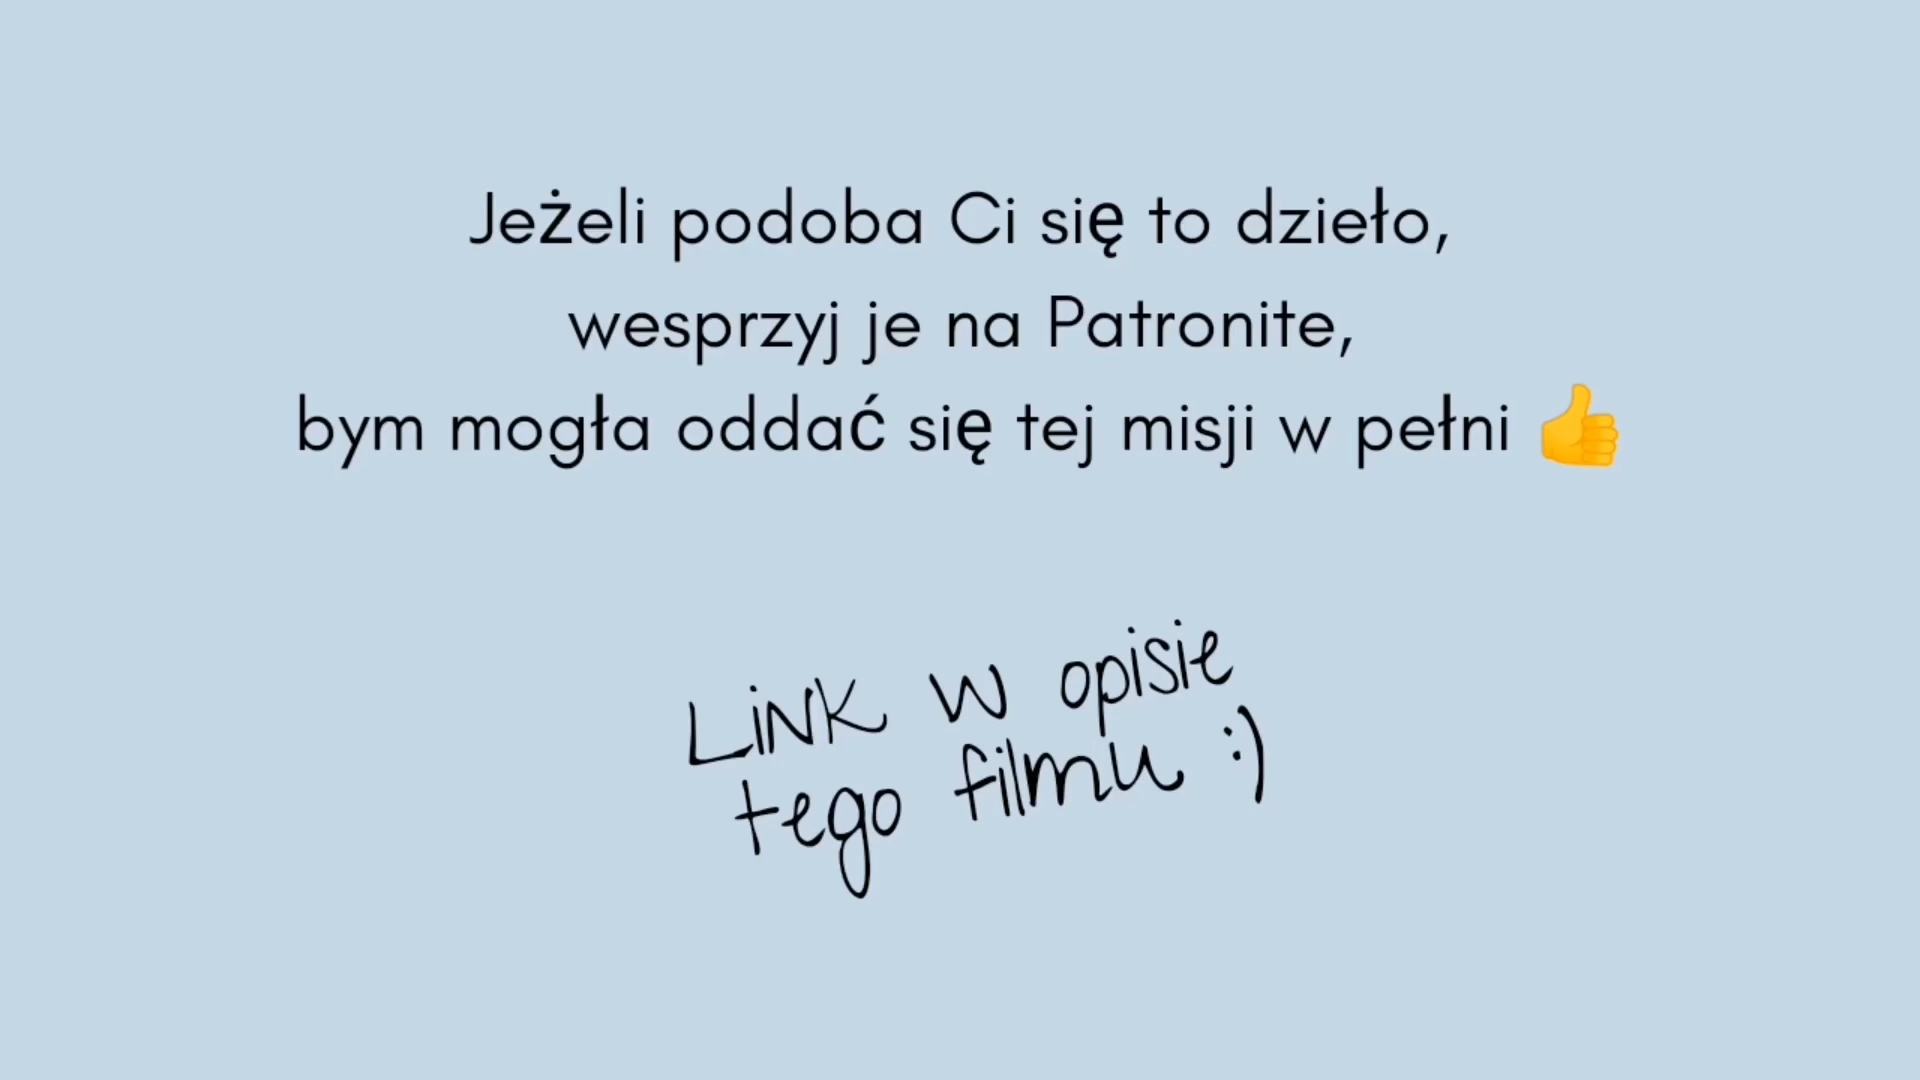 Jeżeli podoba Ci się to dzieło,
wesprzyj je na Patronite,
bym mogła oddać się tej misji w pełni 👍
Link w opisie
tego filmu :)